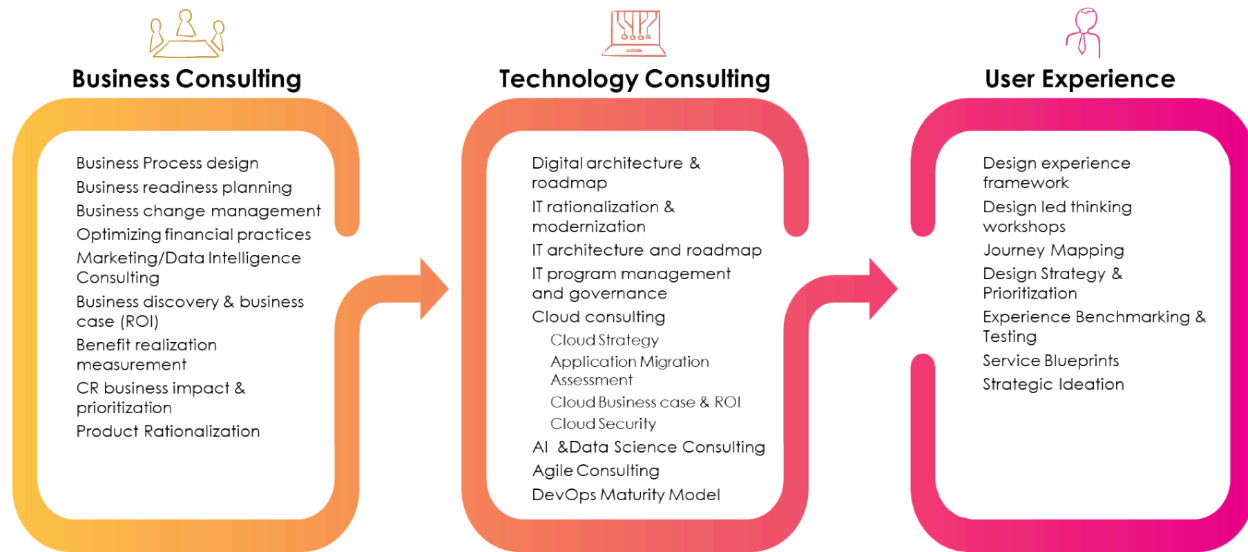 Business Consulting
Business Process design
Business readiness planning
Business change management
Optimizing financial practices
Marketing/Data Intelligence
Consulting
Business discovery & business
case (ROI)
Benefit realization
measurement
CR business impact &
prioritization
Product Rationalization
Technology Consulting
Digital architecture &
roadmap
IT rationalization &
modernization
IT architecture and roadmap
IT program management
and governance
Cloud consulting
Cloud Strategy
Application Migration
Assessment
Cloud Business case & ROI
Cloud Security
AI &Data Science Consulting
Agile Consulting
DevOps Maturity Model
User Experience
Design experience
framework
Design led thinking
workshops
Journey Mapping
Design Strategy &
Prioritization
Experience Benchmarking &
Testing
Service Blueprints
Strategic Ideation